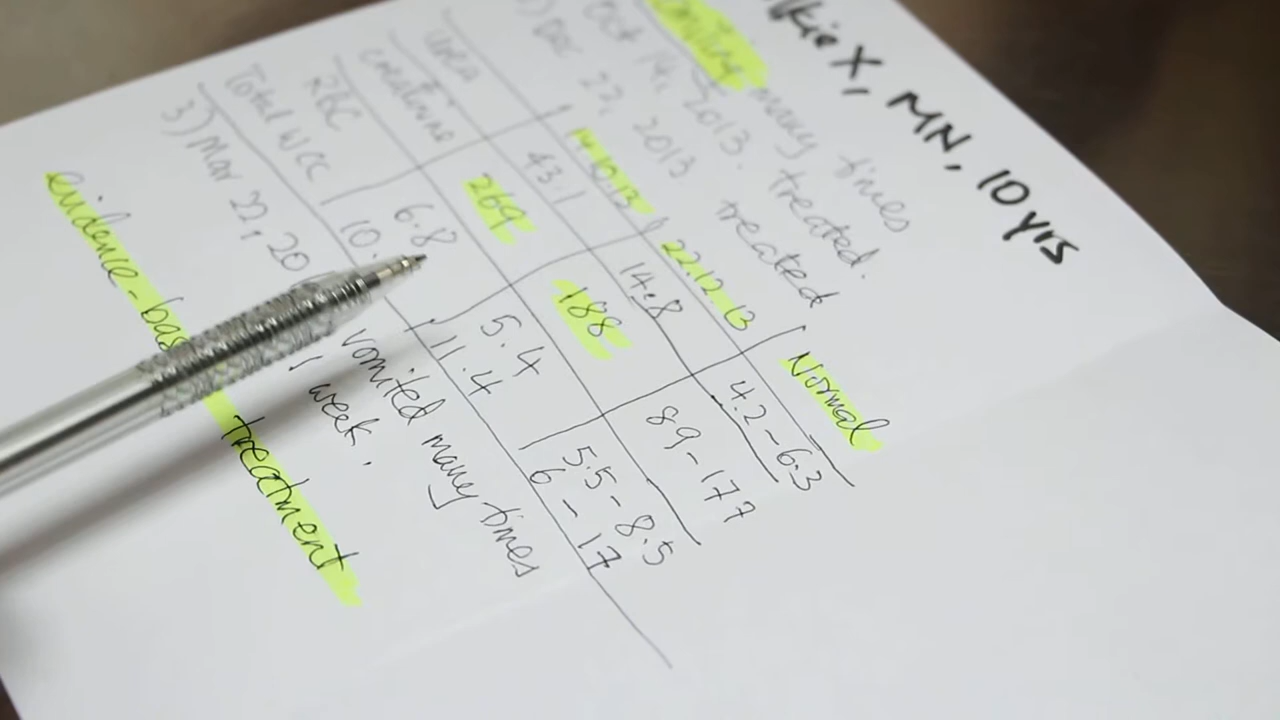 X, MN, 10 yrs
many times
Oct 14, 2013. treated.
Dec 22, 2013. treated
14.10.13 22.12.13 Normal
urea 43.1 14.8 4.2-6.3
creatinine 269 188 89-177
RBC 6.8 5.4 5.5-8.5
Total WCC 10. 11.4 6-17
3) Mar 22, 20 vomited many times
1 week.
evidence-bas treatment